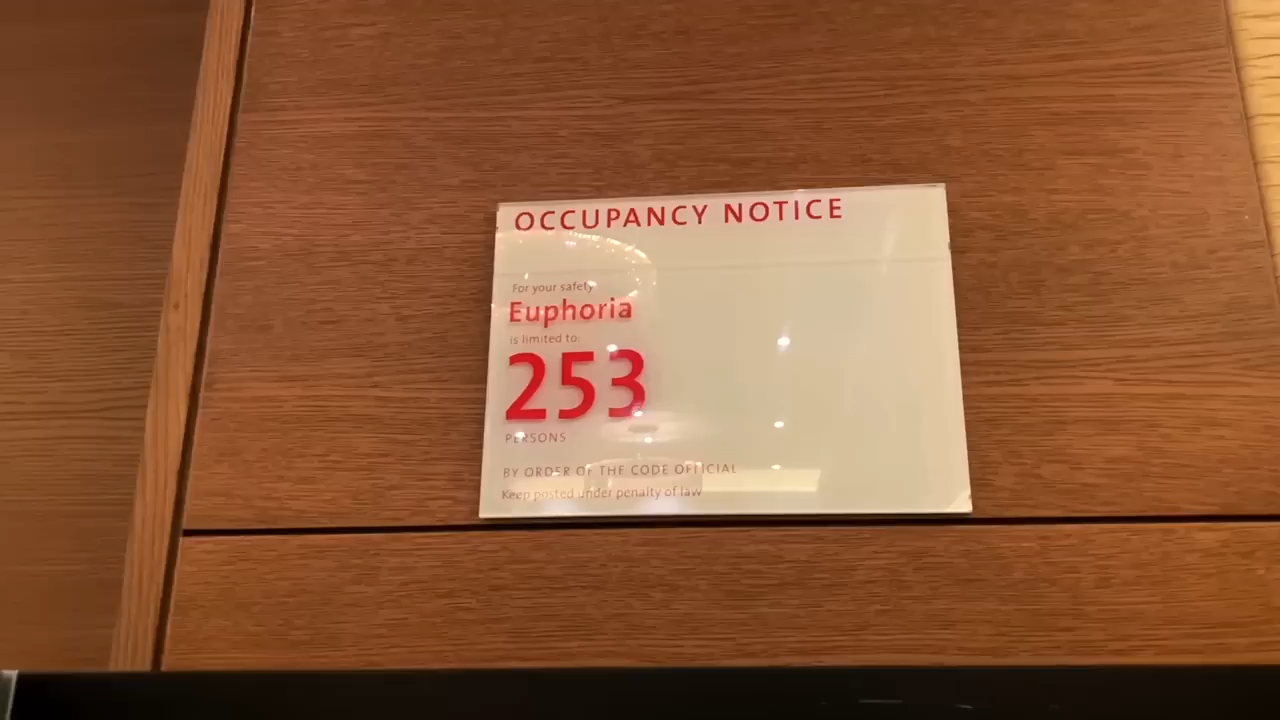 OCCUPANCY NOTICE
For your safety
Euphoria
is limited to:
253
PERSONS
BY ORDER OF THE CODE OFFICIAL
Keep posted under penalty of law